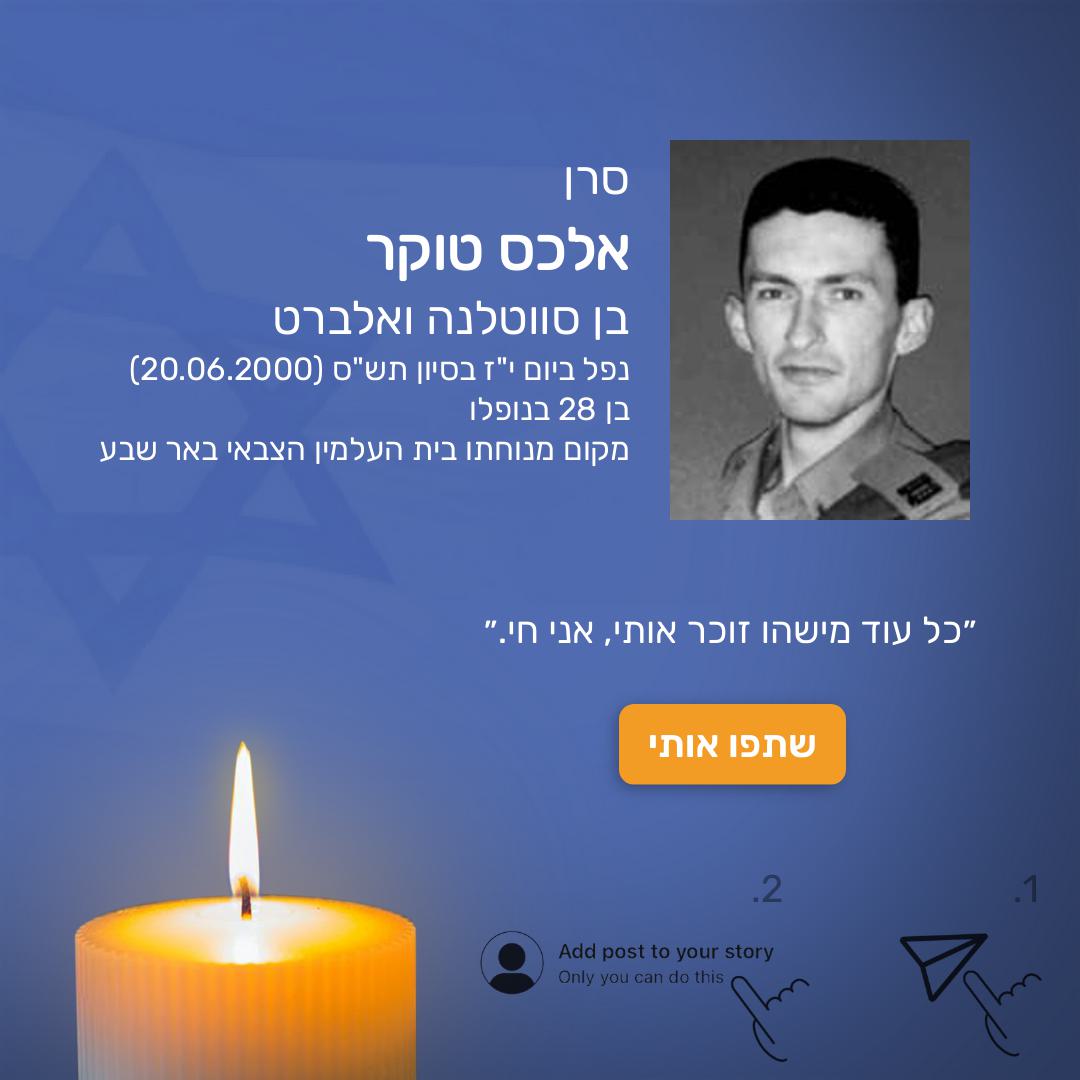 סרן
אלכס טוקר
בן סווטלנה ואלברט
נפל ביום י"ז בסיון תש"ס (20.06.2000)
בן 28 בנופלו
מקום מנוחתו בית העלמין הצבאי באר שבע
״כל עוד מישהו זוכר אותי, אני חי.״
שתפו אותי
.1
.2
Add post to your story
Only you can do this